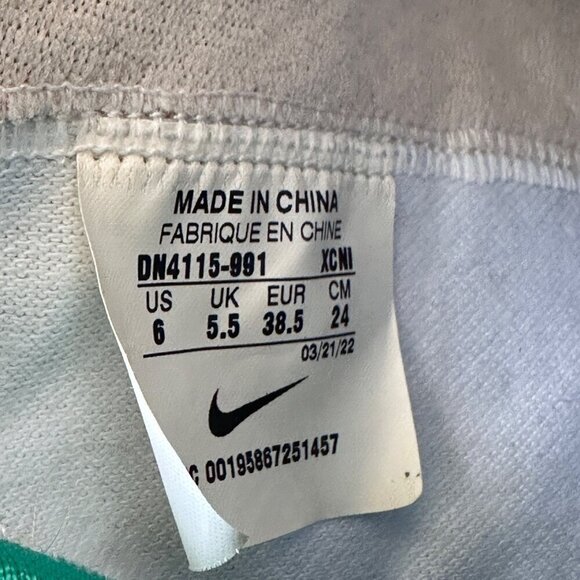 MADE IN CHINA
FABRIQUE EN CHINE
DN4115-991 XCNI
US UK EUR CM
6 5.5 38.5 24
03/21/22
C 00195867251457